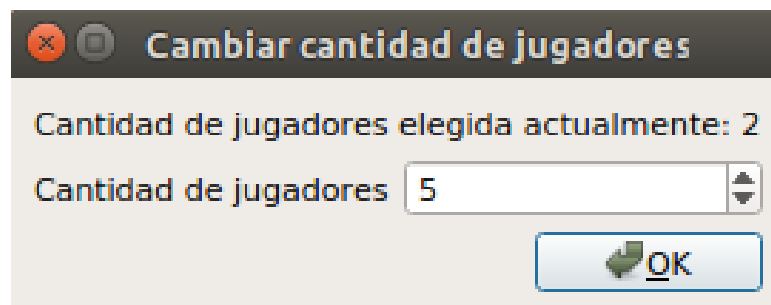 Cambiar cantidad de jugadores
Cantidad de jugadores elegida actualmente: 2
Cantidad de jugadores 5
OK